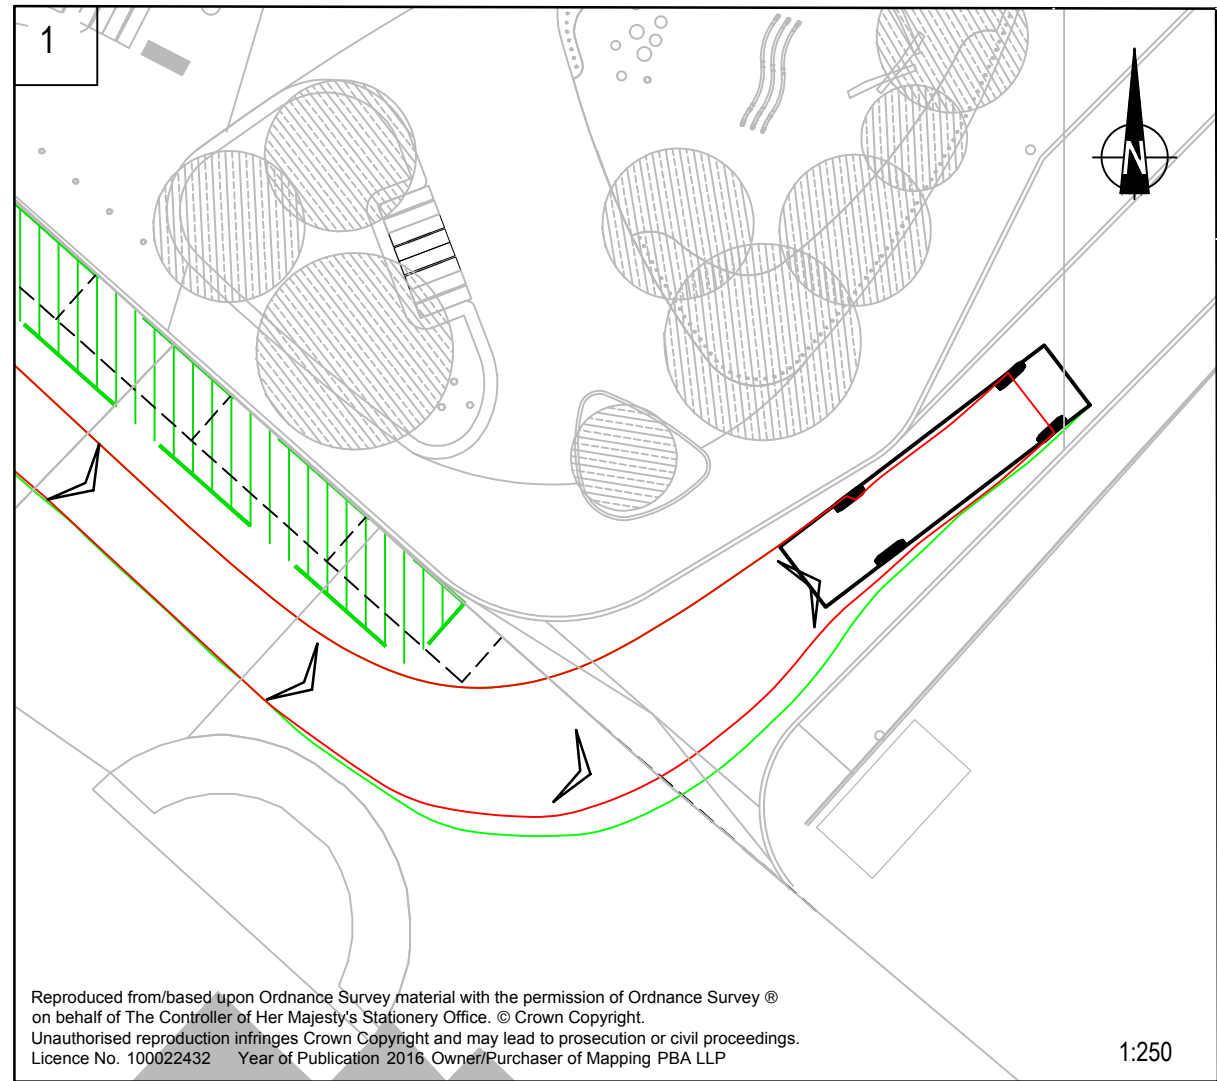 1
N
Reproduced from/based upon Ordnance Survey material with the permission of Ordnance Survey ®
on behalf of The Controller of Her Majesty's Stationery Office. © Crown Copyright.
Unauthorised reproduction infringes Crown Copyright and may lead to prosecution or civil proceedings.
Licence No. 100022432 Year of Publication 2016 Owner/Purchaser of Mapping PBA LLP
1:250